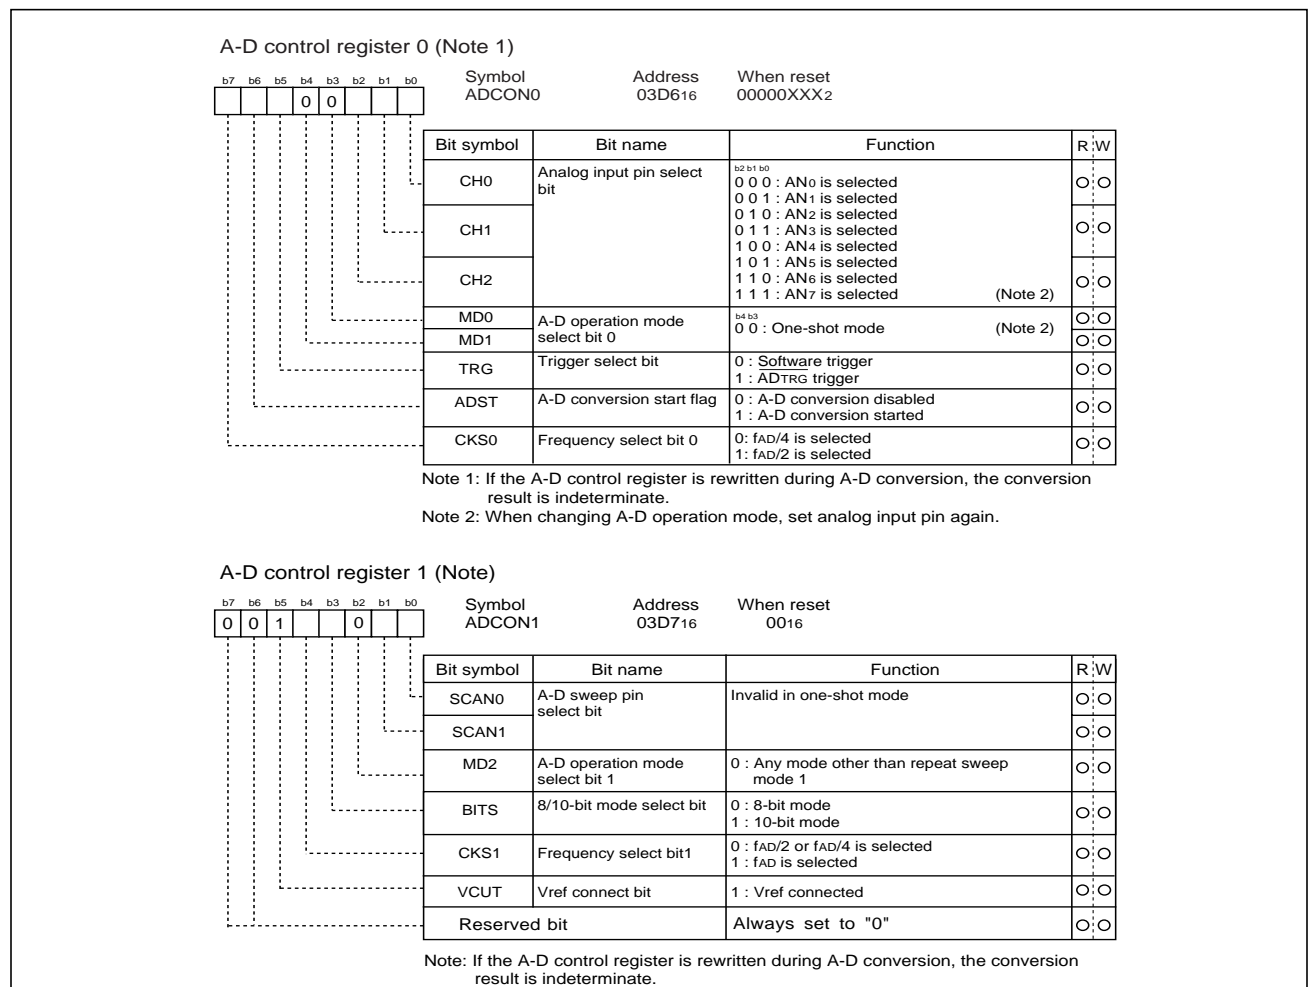 A-D control register 0 (Note 1)
b7 b6 b5 b4 b3 b2 b1 b0
0 0
Symbol Address When reset
ADCON0 03D616 00000XXX2
Bit symbol Bit name Function R W
CH0 Analog input pin select bit
b2 b1 b0
0 0 0 : AN0 is selected
0 0 1 : AN1 is selected
0 1 0 : AN2 is selected
CH1 0 1 1 : AN3 is selected
1 0 0 : AN4 is selected
1 0 1 : AN5 is selected
CH2 1 1 0 : AN6 is selected
1 1 1 : AN7 is selected (Note 2)
MD0 A-D operation mode select bit 0
b4 b3
0 0 : One-shot mode (Note 2)
MD1
TRG Trigger select bit 0 : Software trigger
1 : ADTRG trigger
ADST A-D conversion start flag 0 : A-D conversion disabled
1 : A-D conversion started
CKS0 Frequency select bit 0 0: fAD/4 is selected
1: fAD/2 is selected
Note 1: If the A-D control register is rewritten during A-D conversion, the conversion
result is indeterminate.
Note 2: When changing A-D operation mode, set analog input pin again.
A-D control register 1 (Note)
b7 b6 b5 b4 b3 b2 b1 b0
0 0 1 0
Symbol Address When reset
ADCON1 03D716 0016
Bit symbol Bit name Function R W
SCAN0 A-D sweep pin select bit Invalid in one-shot mode
SCAN1
MD2 A-D operation mode select bit 1 0 : Any mode other than repeat sweep
mode 1
BITS 8/10-bit mode select bit 0 : 8-bit mode
1 : 10-bit mode
CKS1 Frequency select bit1 0 : fAD/2 or fAD/4 is selected
1 : fAD is selected
VCUT Vref connect bit 1 : Vref connected
Reserved bit Always set to "0"
Note: If the A-D control register is rewritten during A-D conversion, the conversion
result is indeterminate.